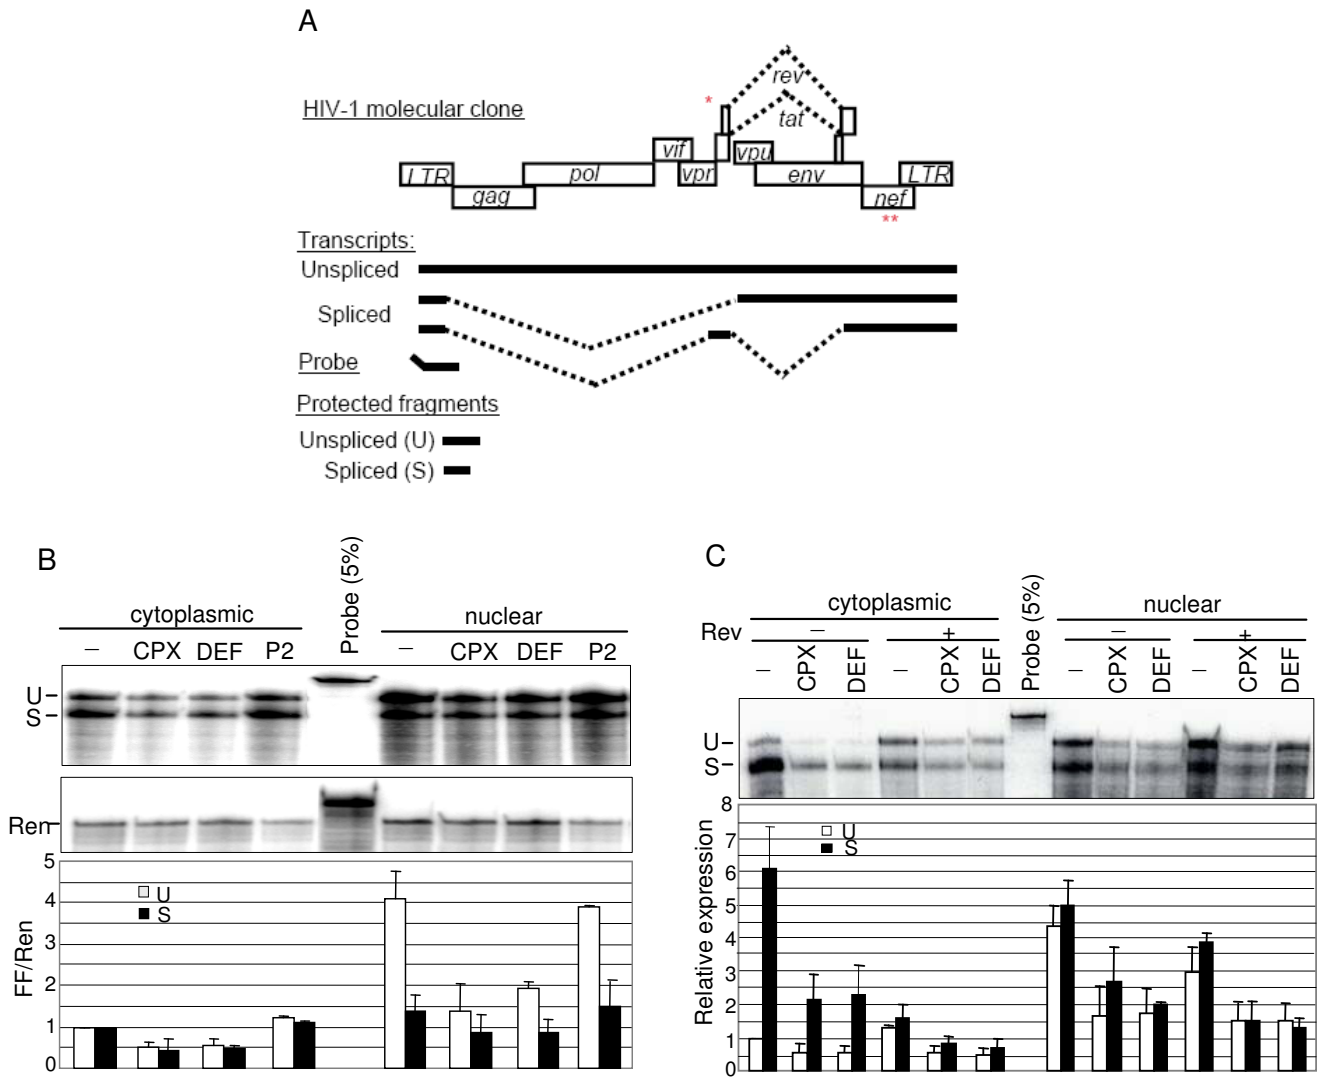 A
HIV-1 molecular clone
*
rev
tat
LTR gag pol vif vpr vpu env nef LTR
**
Transcripts:
Unspliced
Spliced
Probe
Protected fragments
Unspliced (U)
Spliced (S)
B
cytoplasmic Probe (5%) nuclear
– CPX DEF P2 – CPX DEF P2
U
S
Ren
FF/Ren
5
4
3
2
1
0
U
S
C
cytoplasmic Probe (5%) nuclear
Rev – + – +
– CPX DEF – CPX DEF – CPX DEF – CPX DEF
U
S
Relative expression
8
7
6
5
4
3
2
1
0
U
S